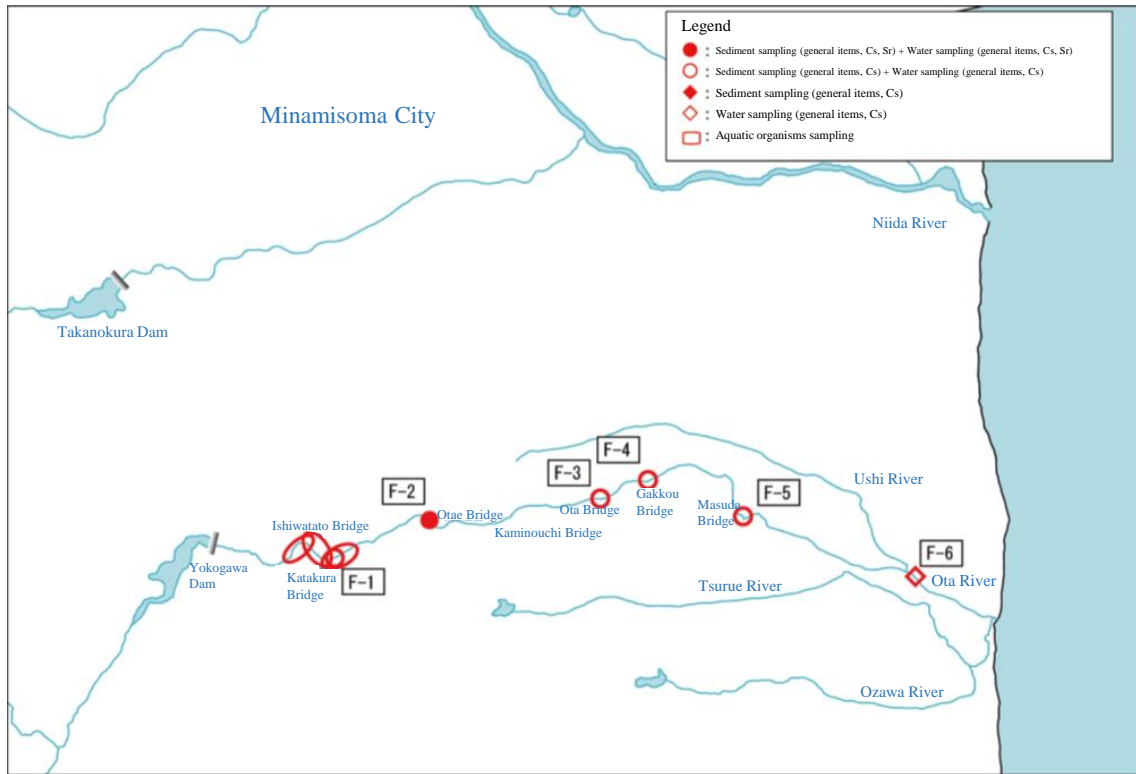 Legend
: Sediment sampling (general items, Cs, Sr) + Water sampling (general items, Cs, Sr)
: Sediment sampling (general items, Cs) + Water sampling (general items, Cs)
: Sediment sampling (general items, Cs)
: Water sampling (general items, Cs)
: Aquatic organisms sampling
Minamisoma City
Niida River
Takanokura Dam
F-4
F-3
Ushi River
F-2
Gakkou
Bridge
F-5
Ota Bridge
Masuda
Bridge
Otae Bridge
Ishiwatato Bridge
Kaminouchi Bridge
F-6
Yokogawa
Dam
Katakura
Bridge
F-1
Tsurue River
Ota River
Ozawa River